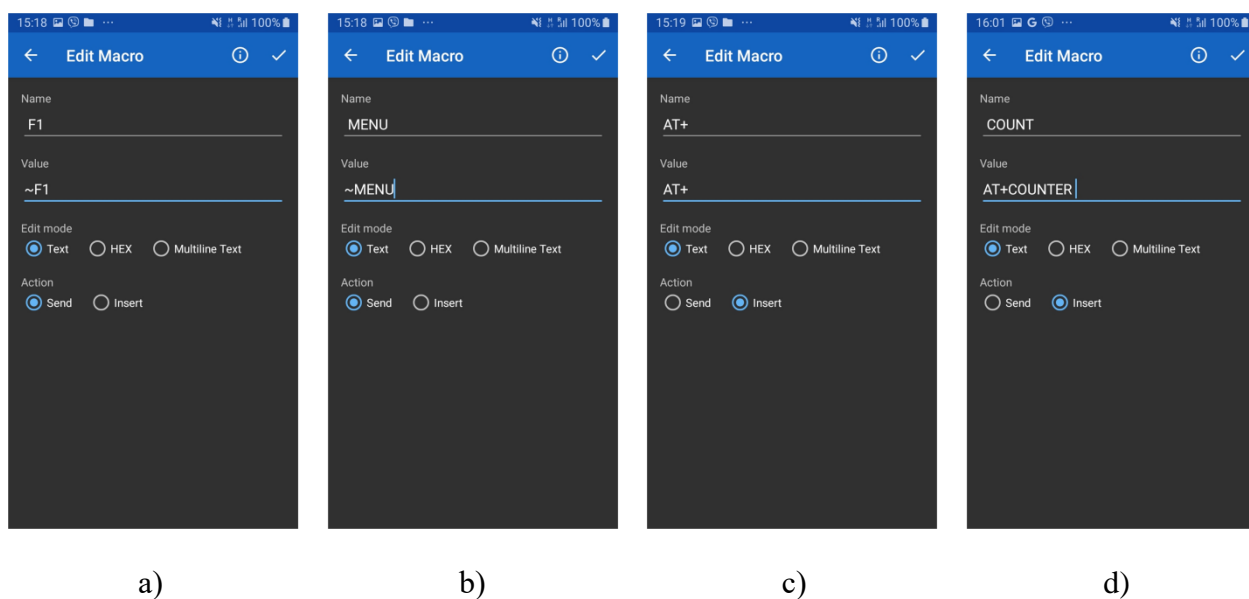 15:18 ··· 100%
Edit Macro
Name
F1
Value
~F1
Edit mode
Text HEX Multiline Text
Action
Send Insert
a)
15:18 ··· 100%
Edit Macro
Name
MENU
Value
~MENU
Edit mode
Text HEX Multiline Text
Action
Send Insert
b)
15:19 ··· 100%
Edit Macro
Name
AT+
Value
AT+
Edit mode
Text HEX Multiline Text
Action
Send Insert
c)
16:01 G ··· 100%
Edit Macro
Name
COUNT
Value
AT+COUNTER
Edit mode
Text HEX Multiline Text
Action
Send Insert
d)